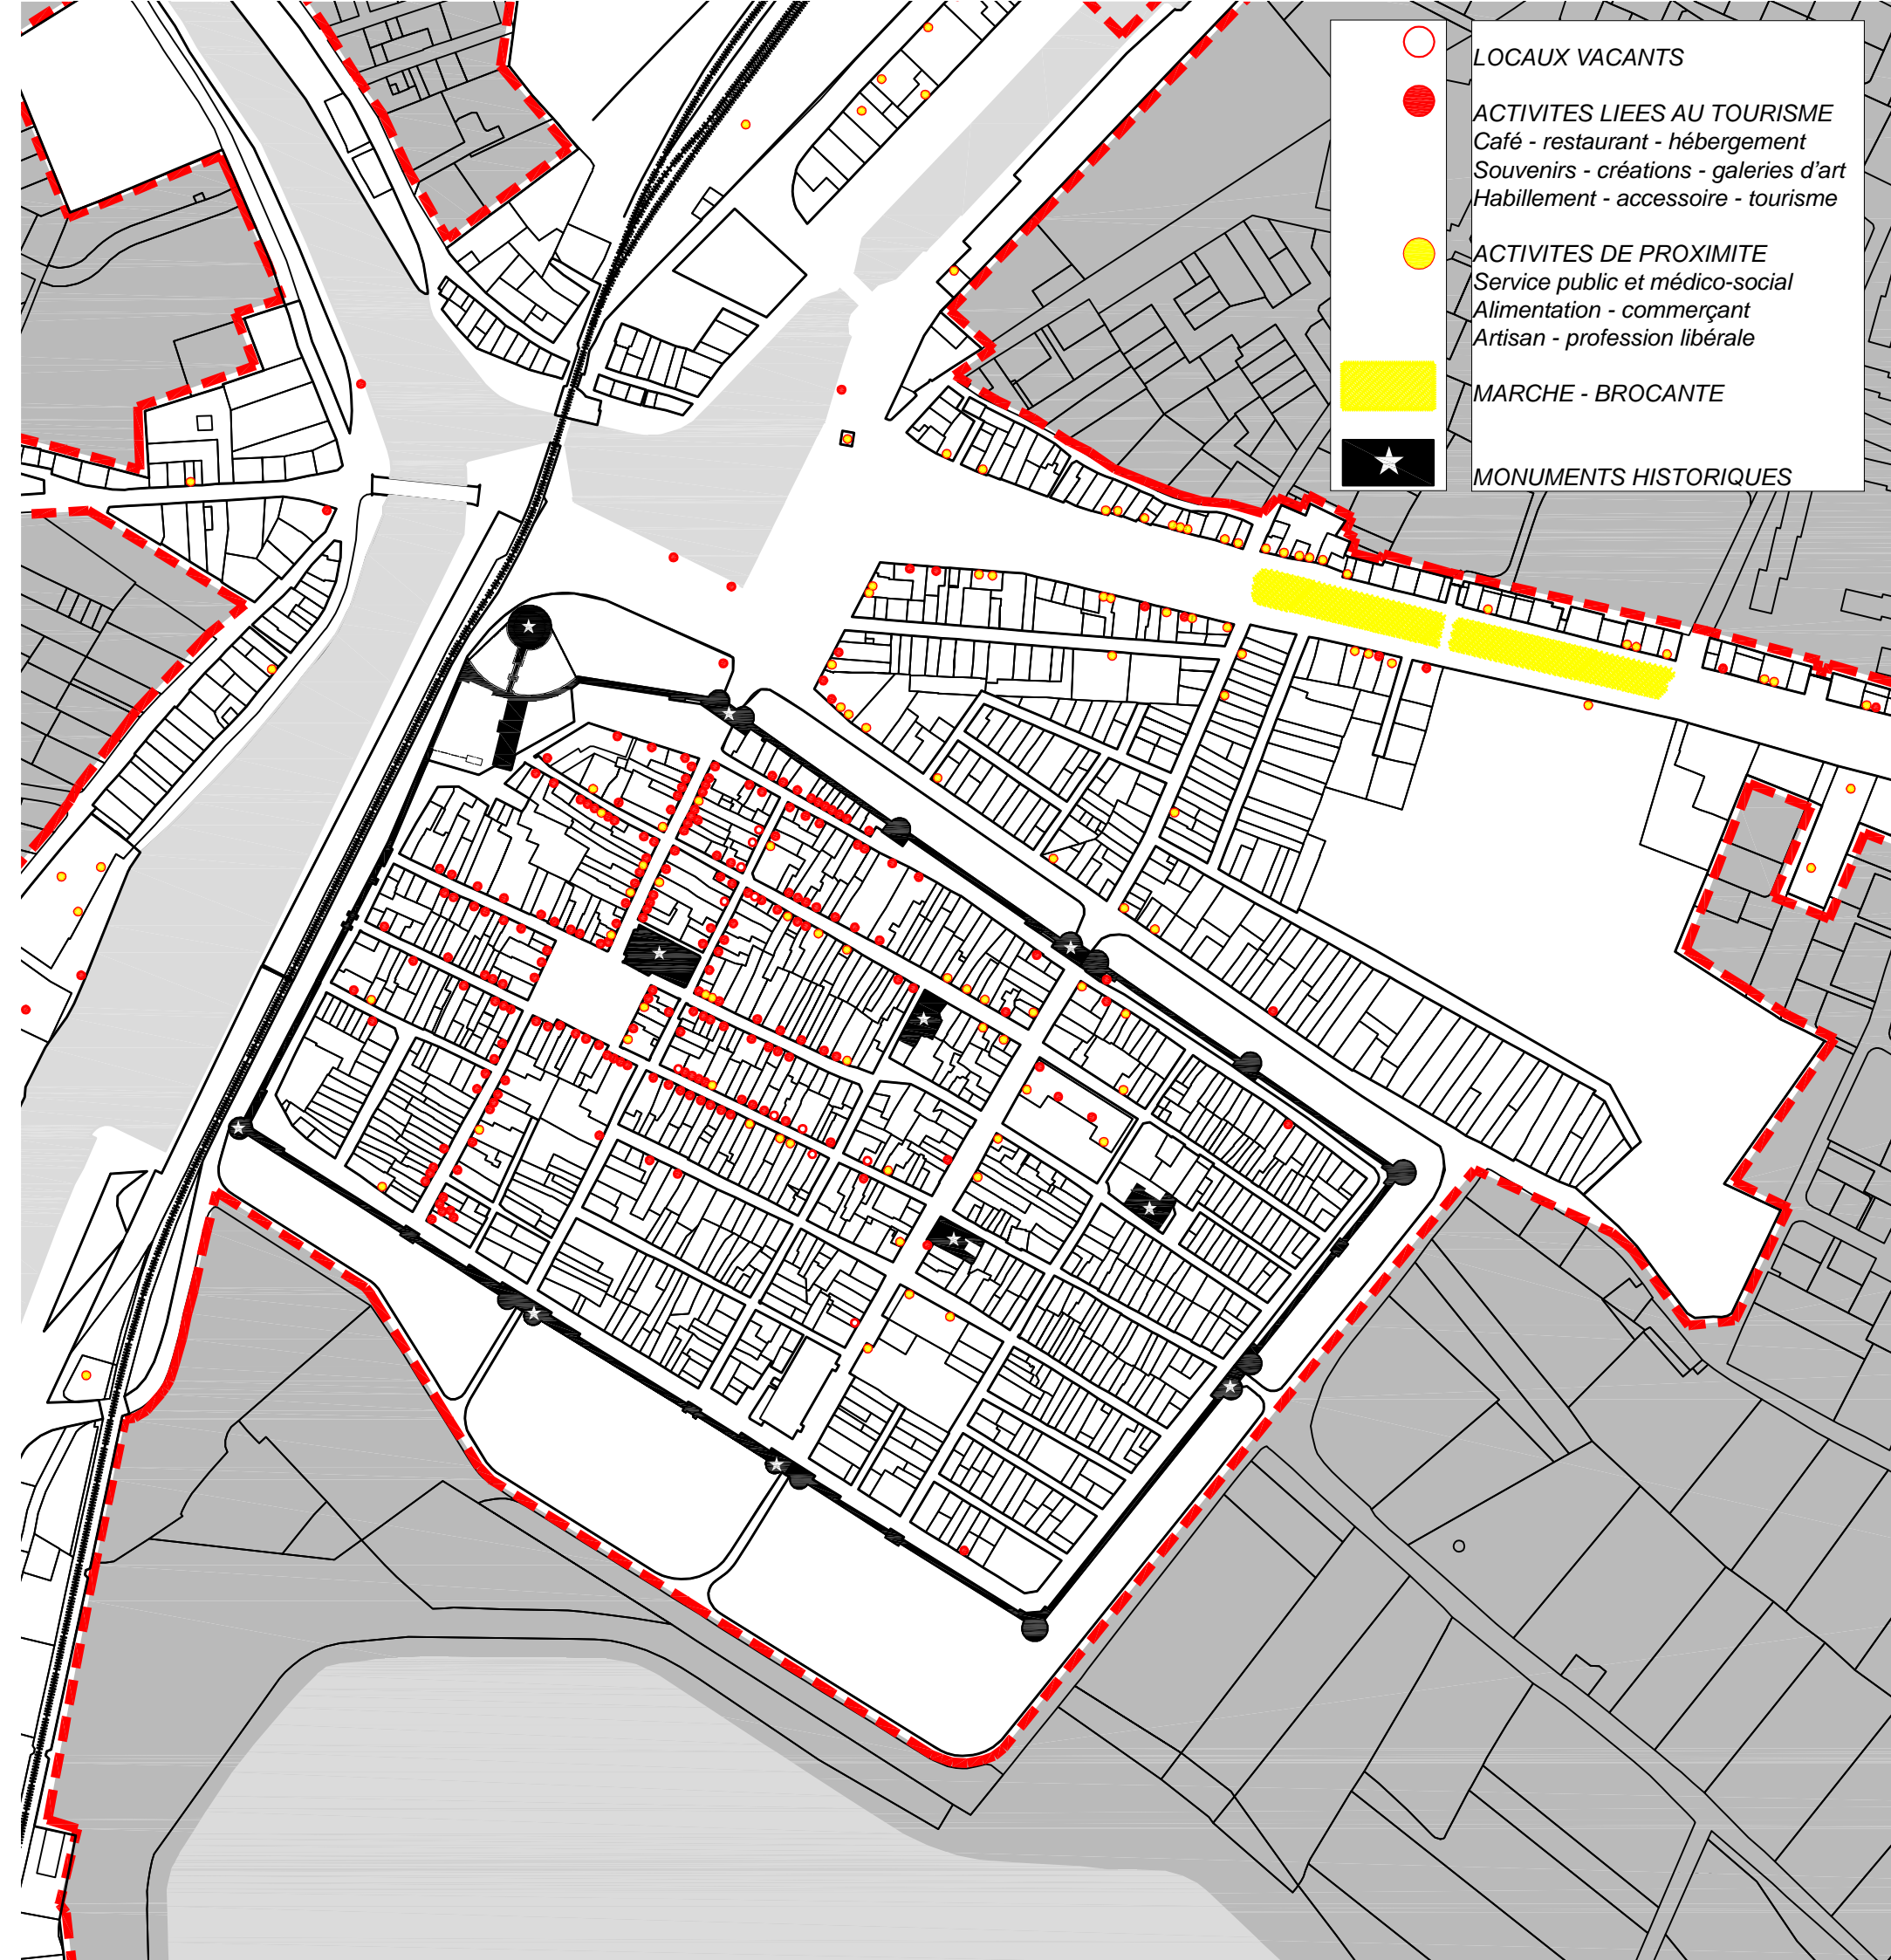 LOCAUX VACANTS
ACTIVITES LIEES AU TOURISME
Café - restaurant - hébergement
Souvenirs - créations - galeries d'art
Habillement - accessoire - tourisme
ACTIVITES DE PROXIMITE
Service public et médico-social
Alimentation - commerçant
Artisan - profession libérale
MARCHE - BROCANTE
MONUMENTS HISTORIQUES